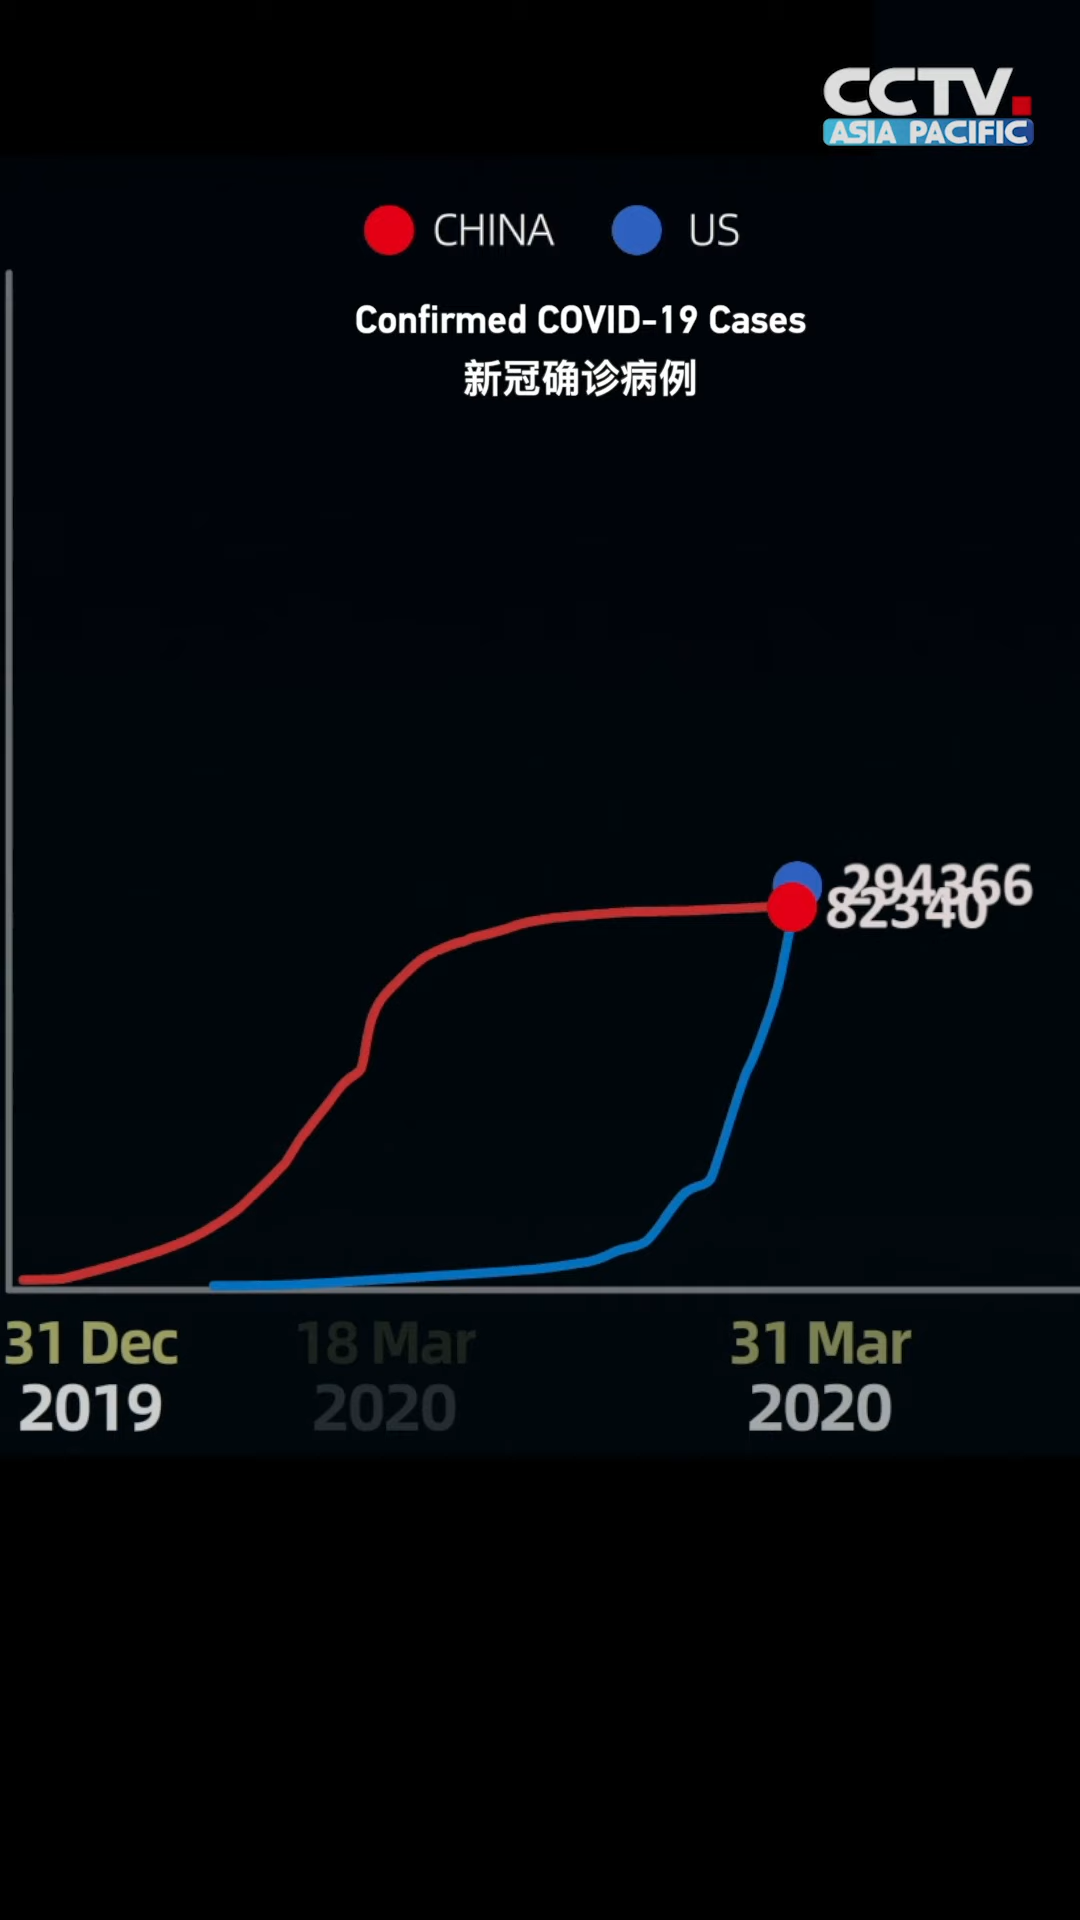 CCTV.
ASIA PACIFIC
CHINA
US
Confirmed COVID-19 Cases
新冠确诊病例
294366
82340
31 Dec
2019
18 Mar
2020
31 Mar
2020